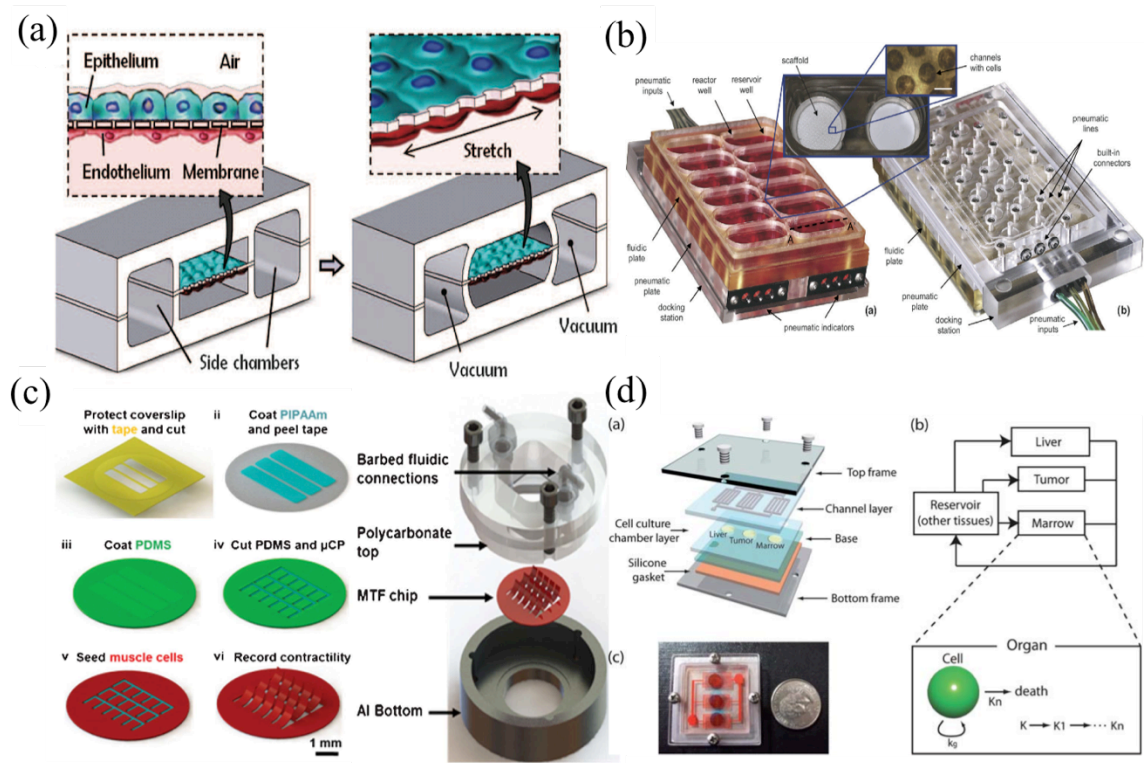 (a)
Epithelium
Air
Endothelium
Membrane
Stretch
Side chambers
Vacuum
Vacuum
(b)
scaffold
channels
with cells
pneumatic
inputs
reactor
well
reservoir
well
pneumatic
lines
built-in
connectors
A
A'
fluidic
plate
pneumatic
plate
docking
station
pneumatic indicators
(a)
fluidic
plate
pneumatic
plate
docking
station
pneumatic
inputs
(b)
(c)
Protect coverslip
with tape and cut
ii
Coat PIPAAm
and peel tape
iii
Coat PDMS
iv
Cut PDMS and µCP
v
Seed muscle cells
vi
Record contractility
1 mm
Barbed fluidic
connections
Polycarbonate
top
MTF chip
Al Bottom
(d)
(a)
Top frame
Channel layer
Cell culture
chamber layer
Liver
Tumor
Marrow
Base
Silicone
gasket
Bottom frame
(b)
Liver
Tumor
Reservoir
(other tissues)
Marrow
Organ
Cell
death
Kn
kg
K
K1
···
Kn
(c)